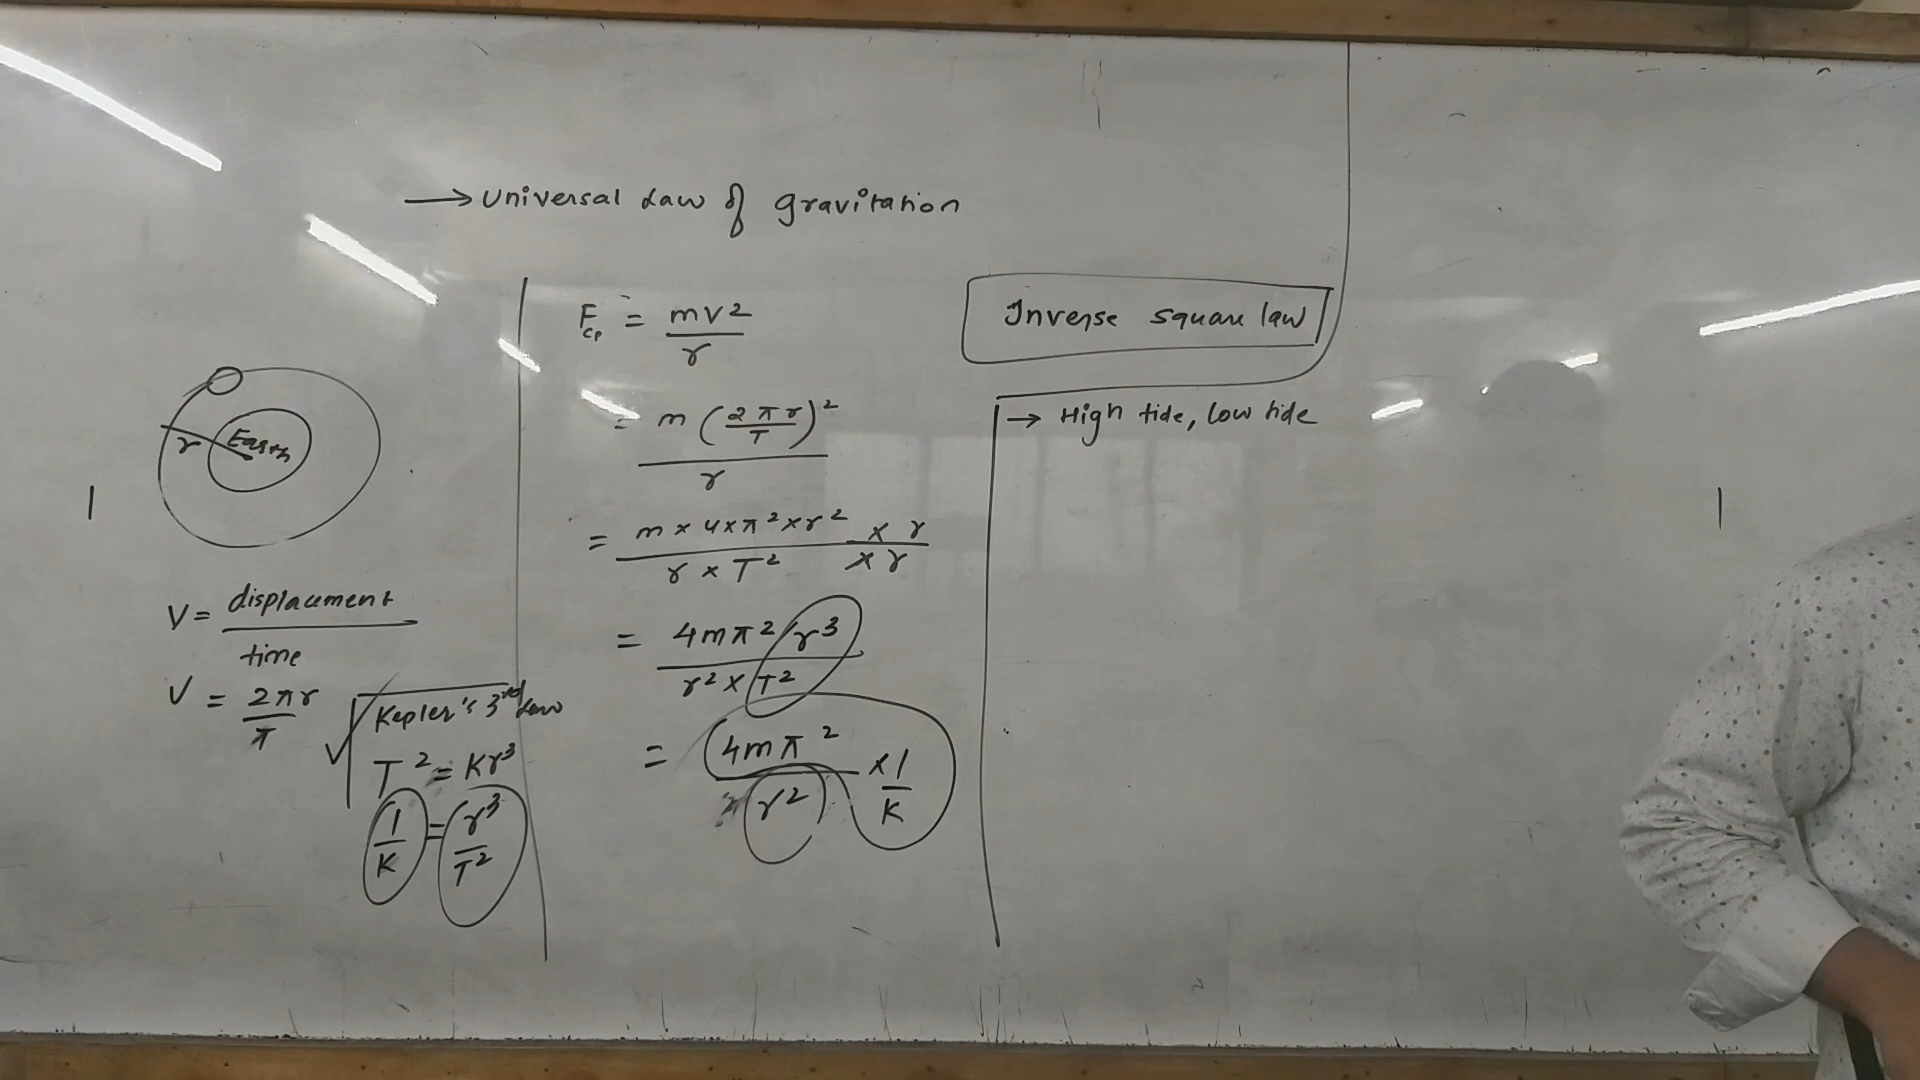 → Universal Law of gravitation
r Earth
V = displacement / time
V = 2πr / T
Kepler's 3rd Law
T² = Kr³
1/K = r³/T²
Fcp = mv² / r
= m (2πr / T)² / r
= m × 4 × π² × r² × r / r × T² × r
= 4mπ² r³ / r² × T²
= 4mπ² / r² × 1/K
Inverse square law
→ High tide, Low tide